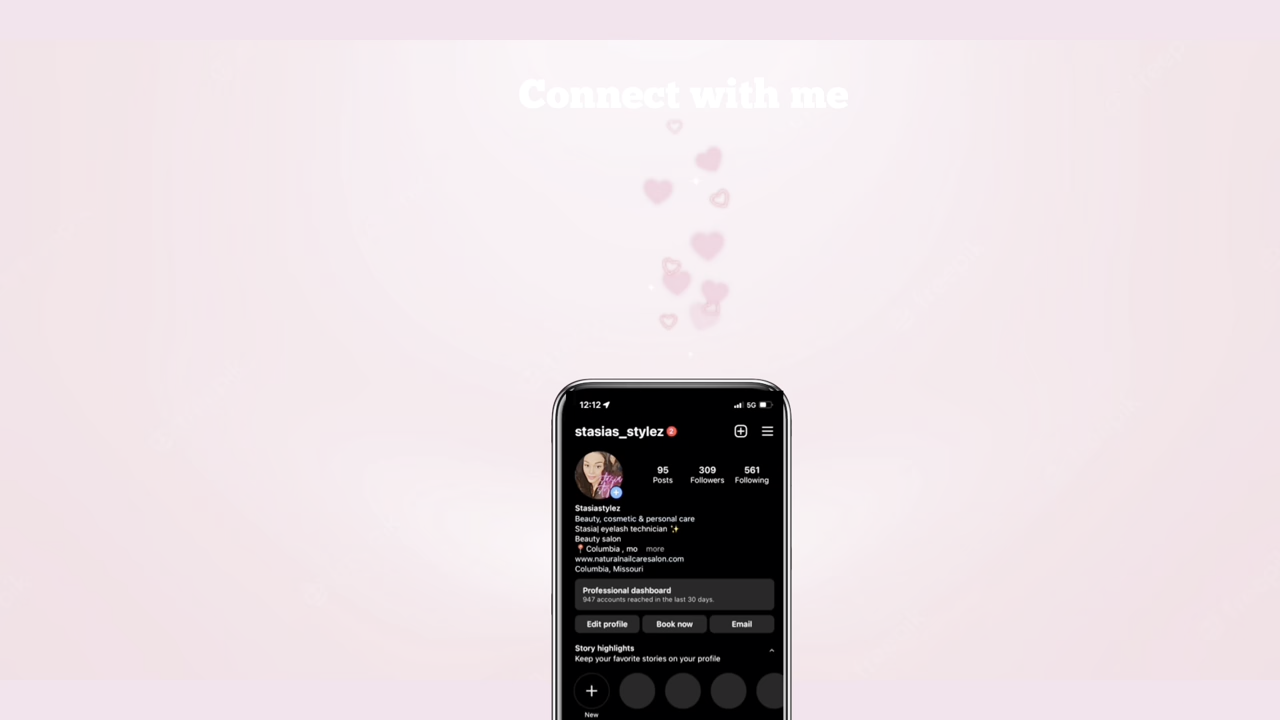 Connect with me
12:12
5G
stasias_stylez 2
95 309 561
Posts Followers Following
Stasiastylez
Beauty, cosmetic & personal care
Stasia| eyelash technician ✨
Beauty salon
📍 Columbia , mo more
www.naturalnailcaresalon.com
Columbia, Missouri
Professional dashboard
947 accounts reached in the last 30 days.
Edit profile Book now Email
Story highlights
Keep your favorite stories on your profile
New